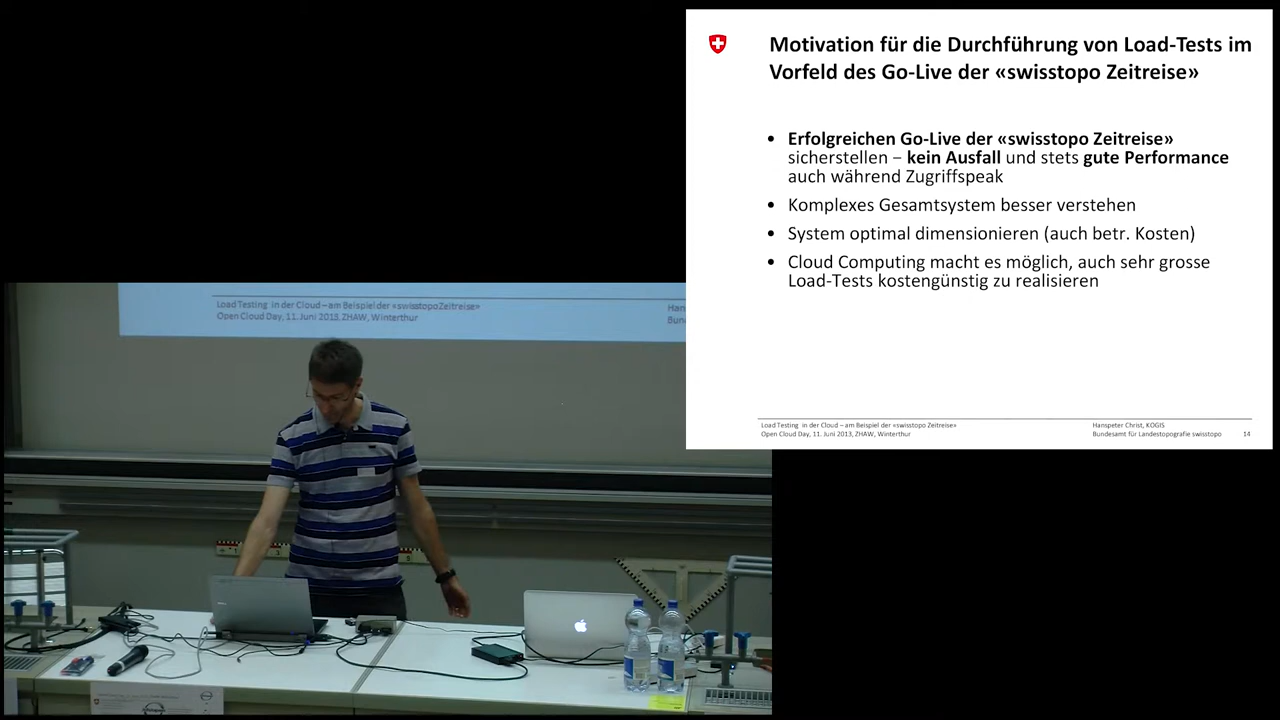 Motivation für die Durchführung von Load-Tests im
Vorfeld des Go-Live der «swisstopo Zeitreise»
• Erfolgreichen Go-Live der «swisstopo Zeitreise»
sicherstellen – kein Ausfall und stets gute Performance
auch während Zugriffspeak
• Komplexes Gesamtsystem besser verstehen
• System optimal dimensionieren (auch betr. Kosten)
• Cloud Computing macht es möglich, auch sehr grosse
Load-Tests kostengünstig zu realisieren
Load Testing in der Cloud – am Beispiel der «swisstopo Zeitreise»
Open Cloud Day, 11. Juni 2013, ZHAW, Winterthur
Hanspeter Christ, KOGIS
Bundesamt für Landestopografie swisstopo
14
Load Testing in der Cloud – am Beispiel der «swisstopo Zeitreise»
Open Cloud Day, 11. Juni 2013, ZHAW, Winterthur
Han
Bun